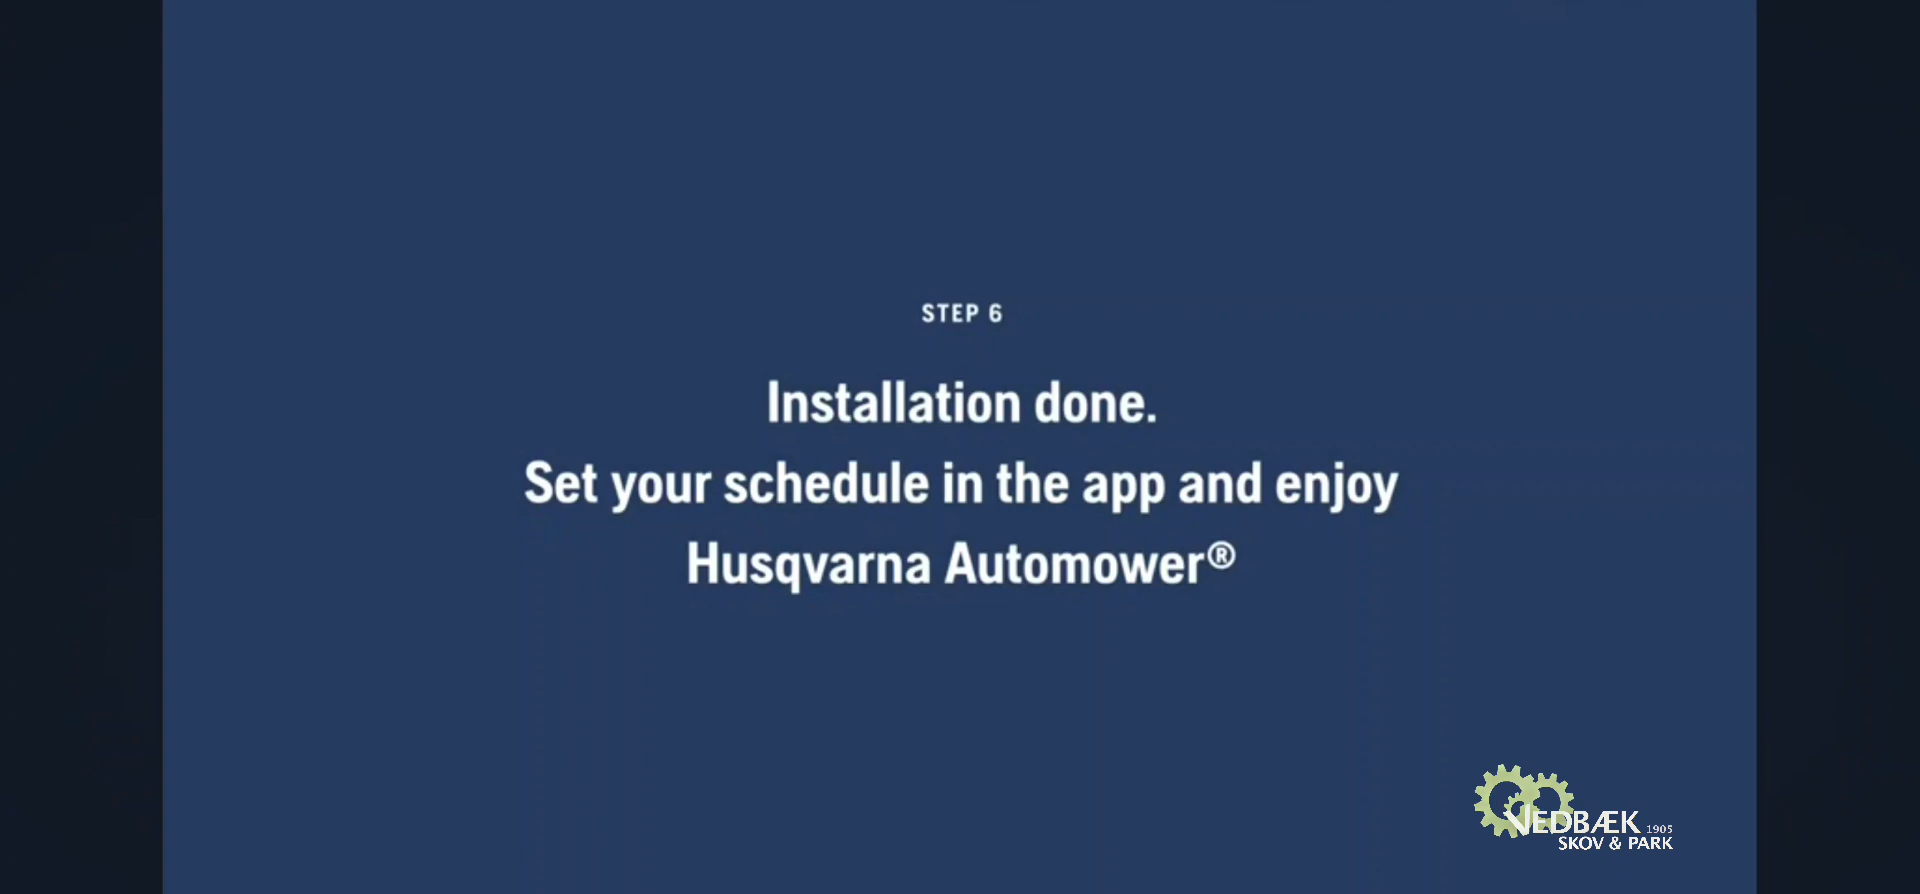 STEP 6
Installation done.
Set your schedule in the app and enjoy
Husqvarna Automower®
VEDBÆK 1905
SKOV & PARK